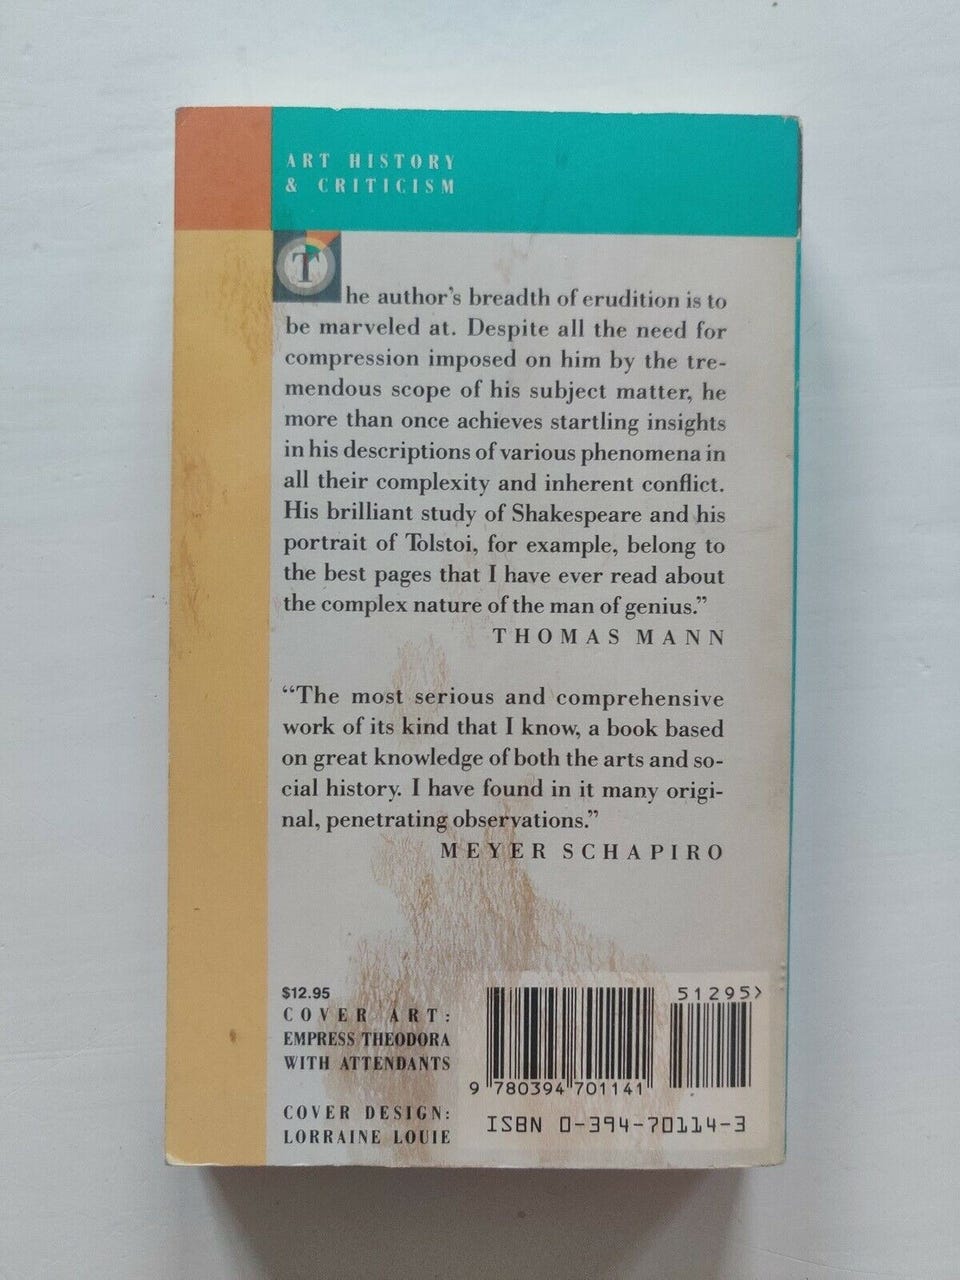 ART HISTORY
& CRITICISM
The author's breadth of erudition is to
be marveled at. Despite all the need for
compression imposed on him by the tre-
mendous scope of his subject matter, he
more than once achieves startling insights
in his descriptions of various phenomena in
all their complexity and inherent conflict.
His brilliant study of Shakespeare and his
portrait of Tolstoi, for example, belong to
the best pages that I have ever read about
the complex nature of the man of genius.”
THOMAS MANN
“The most serious and comprehensive
work of its kind that I know, a book based
on great knowledge of both the arts and so-
cial history. I have found in it many origi-
nal, penetrating observations.”
MEYER SCHAPIRO
$12.95
COVER ART:
EMPRESS THEODORA
WITH ATTENDANTS
COVER DESIGN:
LORRAINE LOUIE
51295>
9 780394 701141
ISBN 0-394-70114-3